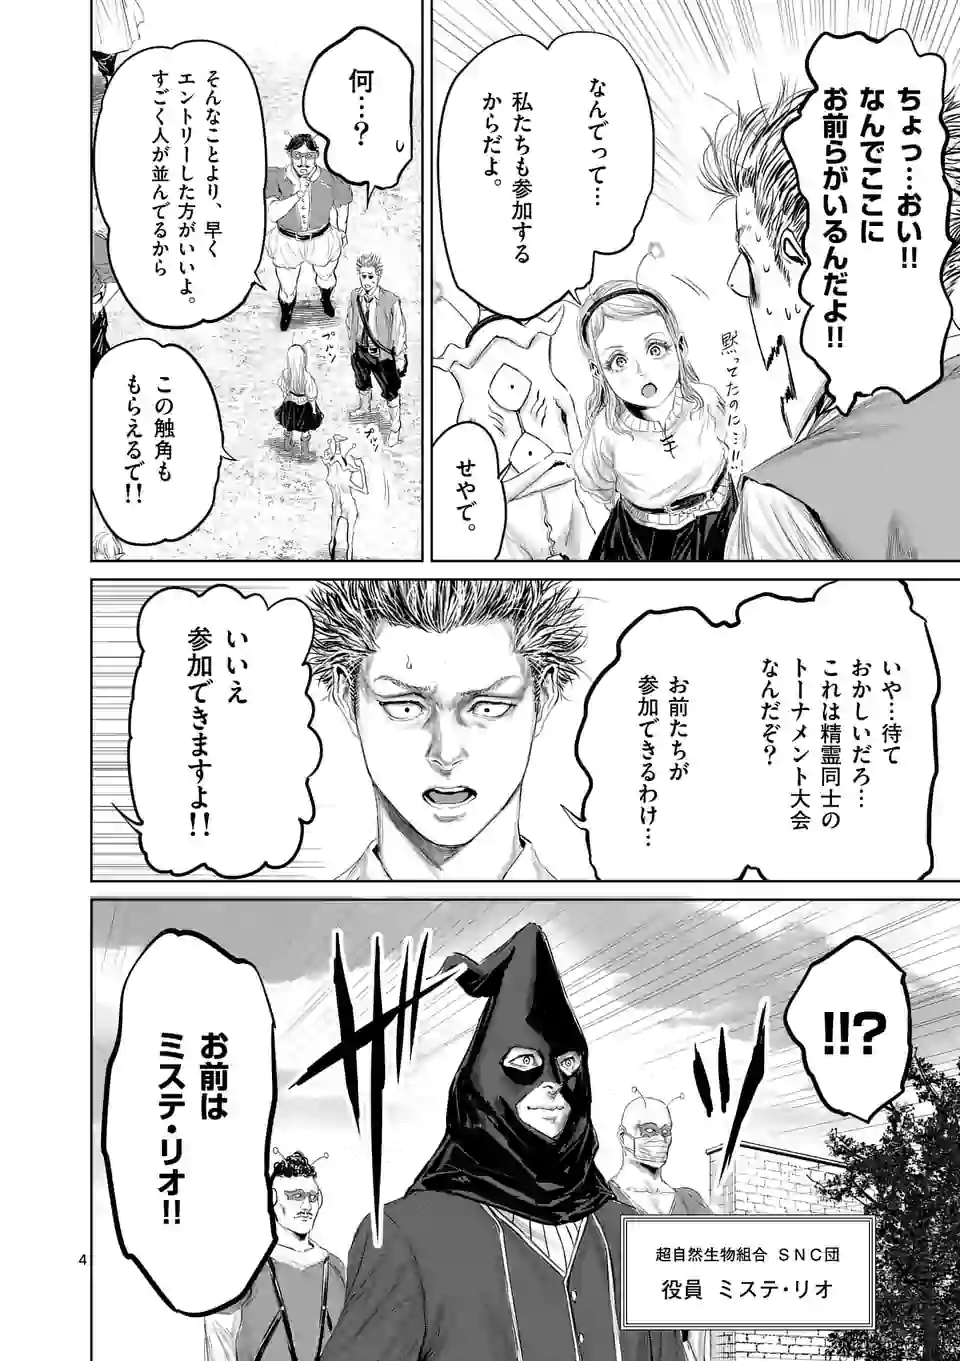 ちょっ…おい!!
なんでここに
お前らがいるんだよ!!
なんでって…
私たちも参加する
からだよ。
黙ってたのに…!!
せやで。
何…?
そんなことより、早く
エントリーした方がいいよ。
すごく人が並んでるから
プルン
プルン
この触角も
もらえるで!!
いや…待て
おかしいだろ…
これは精霊同士の
トーナメント大会
なんだぞ?
お前たちが
参加できるわけ…
いいえ
参加できますよ!!
!!?
お前は
ミステ・リオ!!
超自然生物組合 SNC団
役員 ミステ・リオ
4